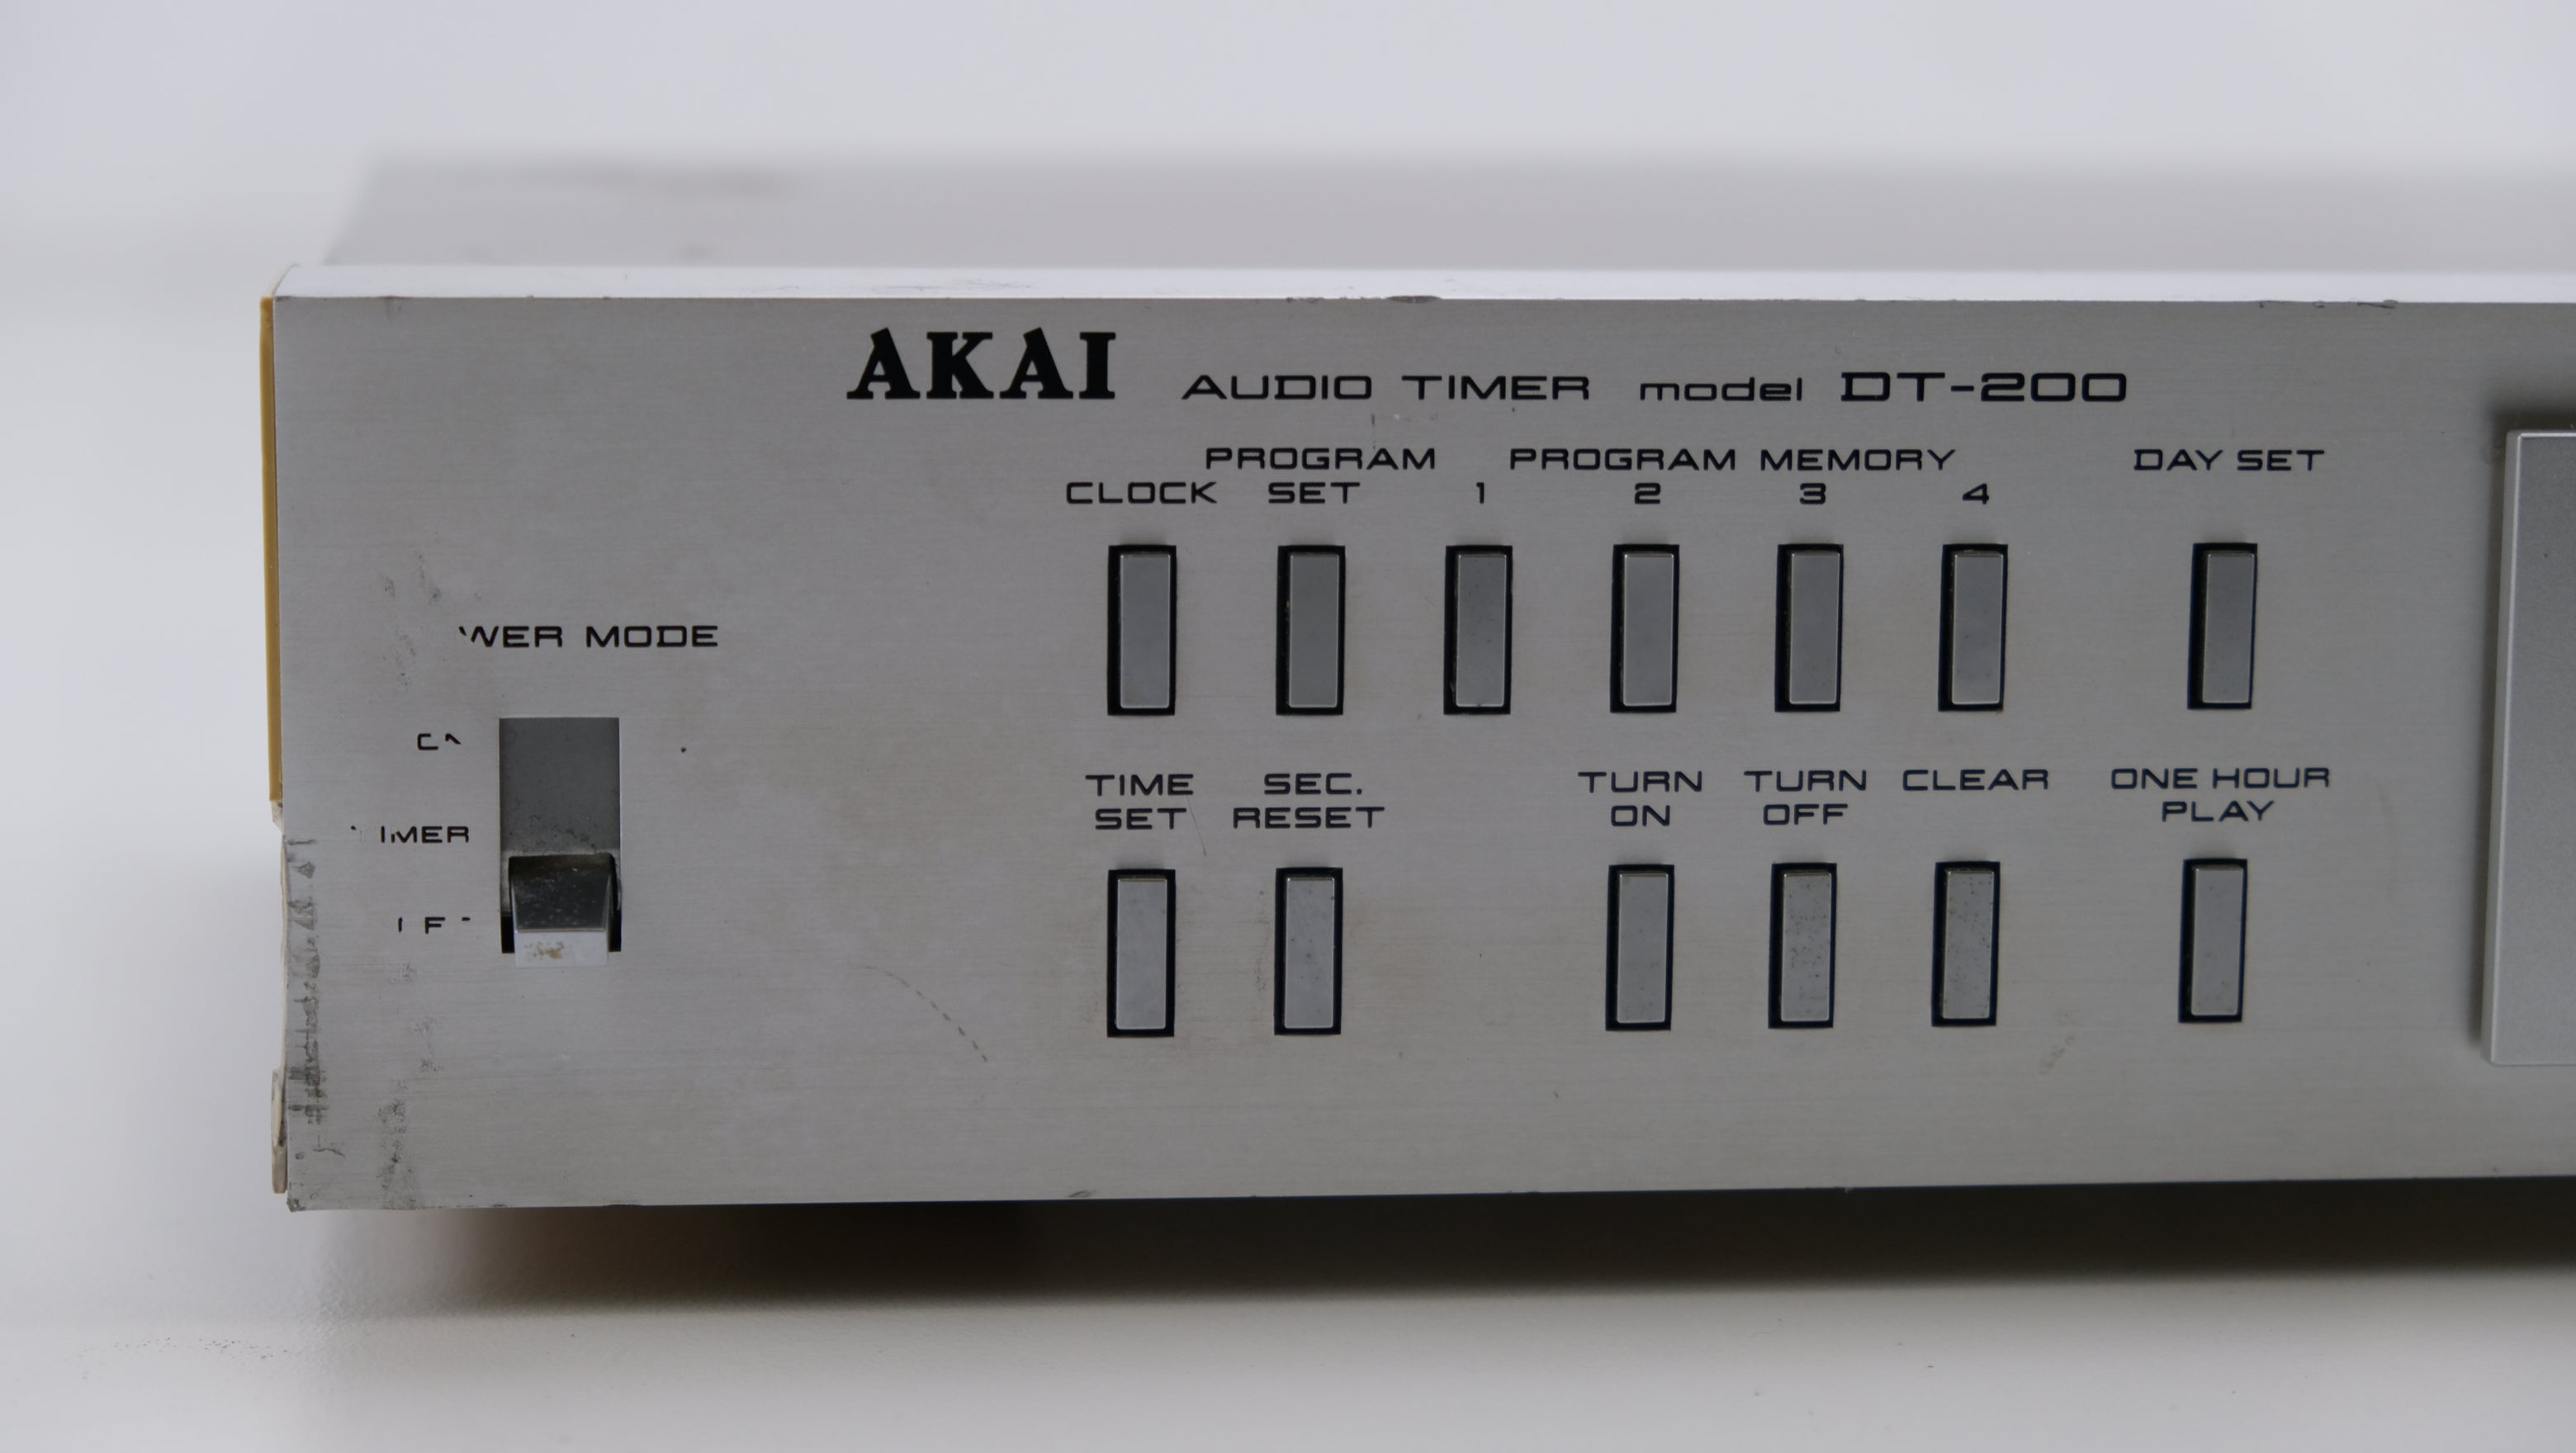 AKAI AUDIO TIMER model DT-200
PROGRAM PROGRAM MEMORY DAY SET
CLOCK SET 1 2 3 4
MODE
TIME SEC. TURN TURN CLEAR ONE HOUR
SET RESET ON OFF PLAY